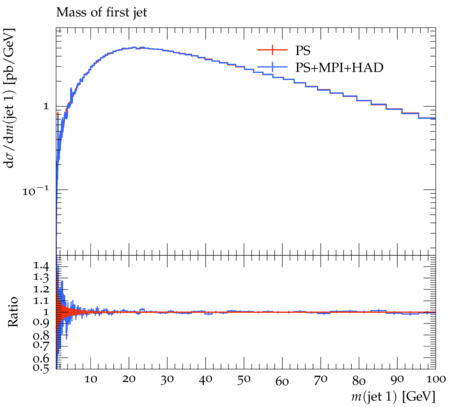 Mass of first jet
dσ/dm(jet 1) [pb/GeV]
1
10⁻¹
PS
PS+MPI+HAD
Ratio
1.4
1.3
1.2
1.1
1
0.9
0.8
0.7
0.6
0.5
10 20 30 40 50 60 70 80 90 100
m(jet 1) [GeV]